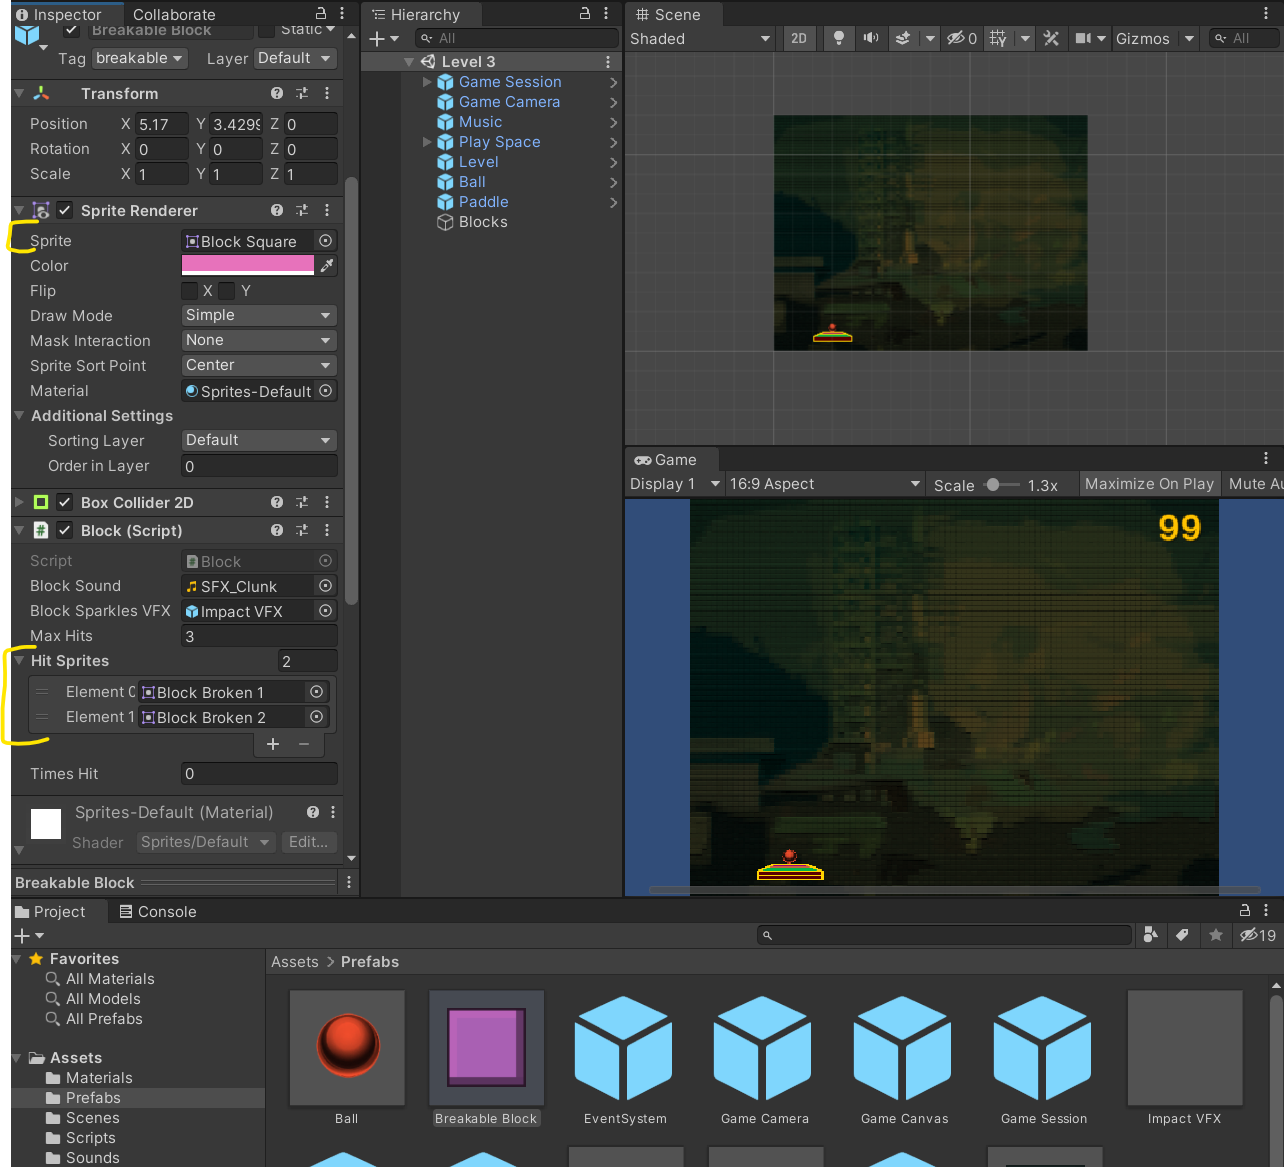 Inspector
Collaborate
Breakable Block
Static
Tag
breakable
Layer
Default
Transform
Position X 5.17 Y 3.4299 Z 0
Rotation X 0 Y 0 Z 0
Scale X 1 Y 1 Z 1
Sprite Renderer
Sprite
Block Square
Color
Flip X Y
Draw Mode Simple
Mask Interaction None
Sprite Sort Point Center
Material Sprites-Default
Additional Settings
Sorting Layer Default
Order in Layer 0
Box Collider 2D
# Block (Script)
Script # Block
Block Sound SFX_Clunk
Block Sparkles VFX Impact VFX
Max Hits 3
Hit Sprites 2
Element 0 Block Broken 1
Element 1 Block Broken 2
+ −
Times Hit 0
Sprites-Default (Material)
Shader Sprites/Default Edit...
Breakable Block
Hierarchy
+ All
Level 3
Game Session
Game Camera
Music
Play Space
Level
Ball
Paddle
Blocks
# Scene
Shaded 2D 0 Gizmos All
Game
Display 1 16:9 Aspect Scale 1.3x Maximize On Play Mute Au
99
Project
Console
+ 19
Favorites
All Materials
All Models
All Prefabs
Assets
Materials
Prefabs
Scenes
Scripts
Sounds
Assets > Prefabs
Ball
Breakable Block
EventSystem
Game Camera
Game Canvas
Game Session
Impact VFX